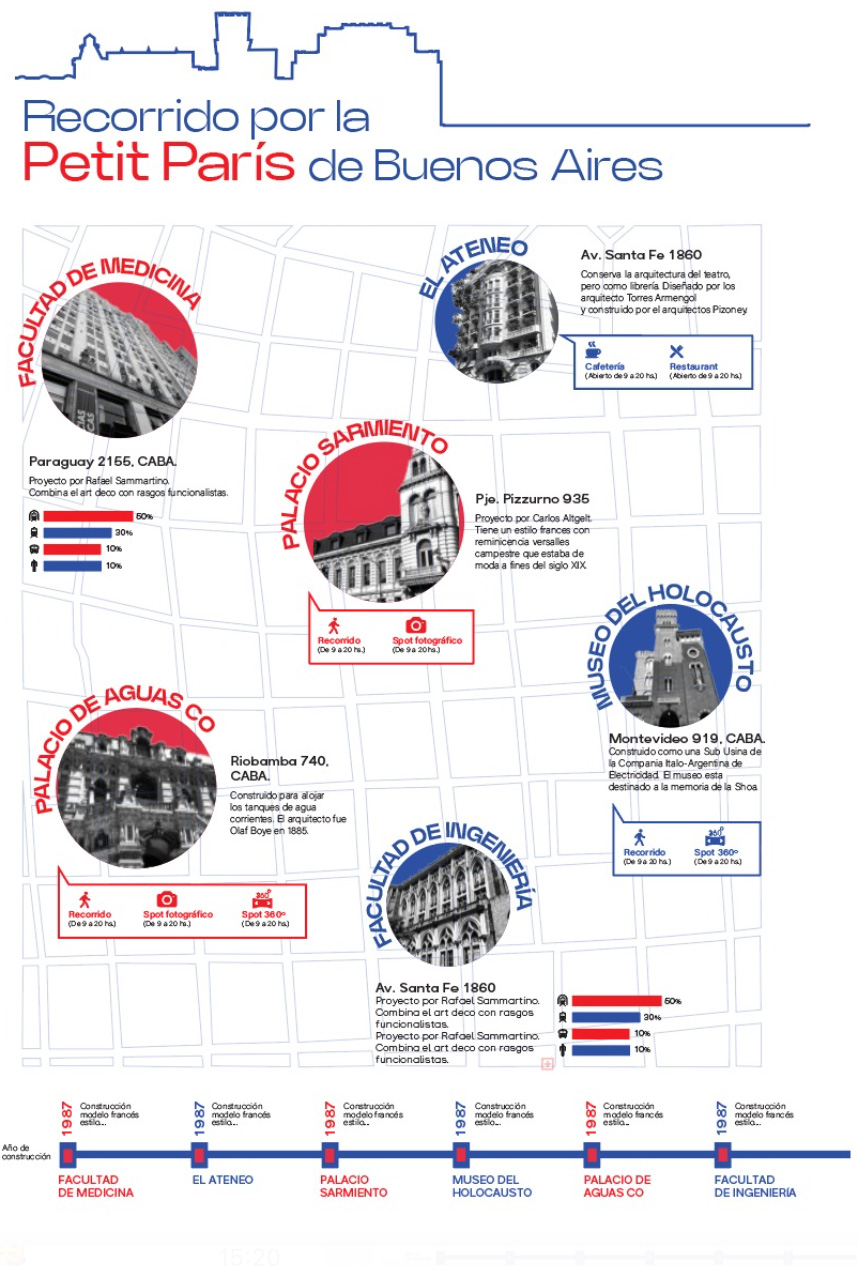 Recorrido por la
Petit París de Buenos Aires
FACULTAD DE MEDICINA
Paraguay 2155, CABA.
Proyecto por Rafael Sammartino.
Combina el art deco con rasgos funcionalistas.
50%
30%
10%
10%
EL ATENEO
Av. Santa Fe 1860
Conserva la arquitectura del teatro,
pero como librería. Diseñado por los
arquitecto Torres Armengol
y construido por el arquitectos Pizoney.
Cafetería
(Abierto de 9 a 20 hs.)
Restaurant
(Abierto de 9 a 20 hs.)
PALACIO SARMIENTO
Pje. Pizzurno 935
Proyecto por Carlos Altgelt.
Tiene un estilo frances con
reminicencia versalles
campestre que estaba de
moda a fines del siglo XIX.
Recorrido
(De 9 a 20 hs.)
Spot fotográfico
(De 9 a 20 hs.)
MUSEO DEL HOLOCAUSTO
Montevideo 919, CABA.
Construido como una Sub Usina de
la Compania Italo-Argentina de
Electricidad. El museo esta
destinado a la memoria de la Shoa
Recorrido
(De 9 a 20 hs.)
Spot 360º
(De 9 a 20 hs.)
PALACIO DE AGUAS CO
Riobamba 740,
CABA.
Construido para alojar
los tanques de agua
corrientes. El arquitecto fue
Olaf Boye en 1885.
Recorrido
(De 9 a 20 hs.)
Spot fotográfico
(De 9 a 20 hs.)
360º
Spot 360º
(De 9 a 20 hs.)
FACULTAD DE INGENIERÍA
Av. Santa Fe 1860
Proyecto por Rafael Sammartino.
Combina el art deco con rasgos
funcionalistas.
Proyecto por Rafael Sammartino.
Combina el art deco con rasgos
funcionalistas.
50%
30%
10%
10%
Año de
construcción
1987
Construcción
modelo francés
estilo...
FACULTAD
DE MEDICINA
1987
Construcción
modelo francés
estilo...
EL ATENEO
1987
Construcción
modelo francés
estilo...
PALACIO
SARMIENTO
1987
Construcción
modelo francés
estilo...
MUSEO DEL
HOLOCAUSTO
1987
Construcción
modelo francés
estilo...
PALACIO DE
AGUAS CO
1987
Construcción
modelo francés
estilo...
FACULTAD
DE INGENIERÍA
15:20